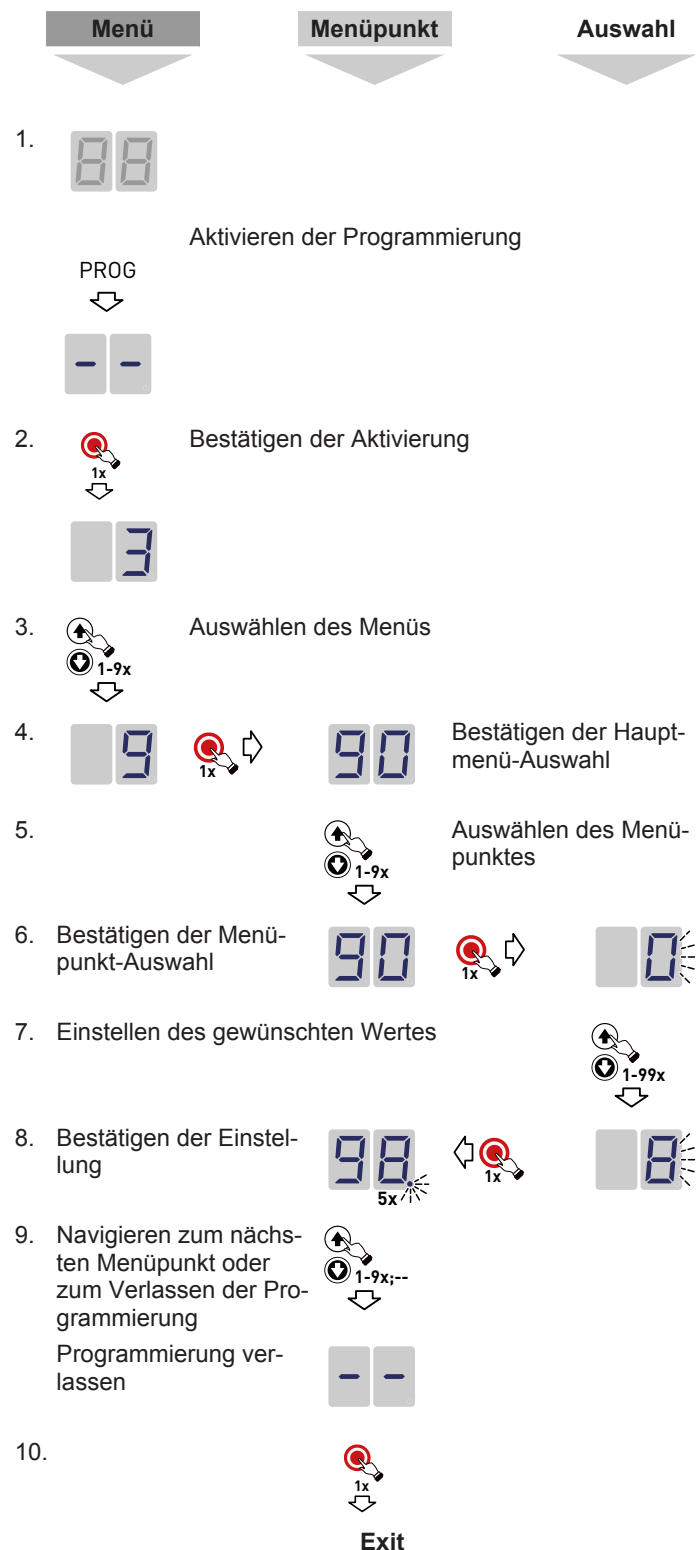 Menü Menüpunkt Auswahl
1. 88
Aktivieren der Programmierung
PROG
--
2. Bestätigen der Aktivierung
1x
3
3. Auswählen des Menüs
1-9x
4. 9 1x 90 Bestätigen der Haupt-
menü-Auswahl
5. Auswählen des Menü-
punktes
1-9x
6. Bestätigen der Menü-
punkt-Auswahl
90 1x 0
7. Einstellen des gewünschten Wertes
1-99x
8. Bestätigen der Einstel-
lung
98 5x 1x 8
9. Navigieren zum nächs-
ten Menüpunkt oder
zum Verlassen der Pro-
grammierung
1-9x;--
Programmierung ver-
lassen
--
10.
1x
Exit